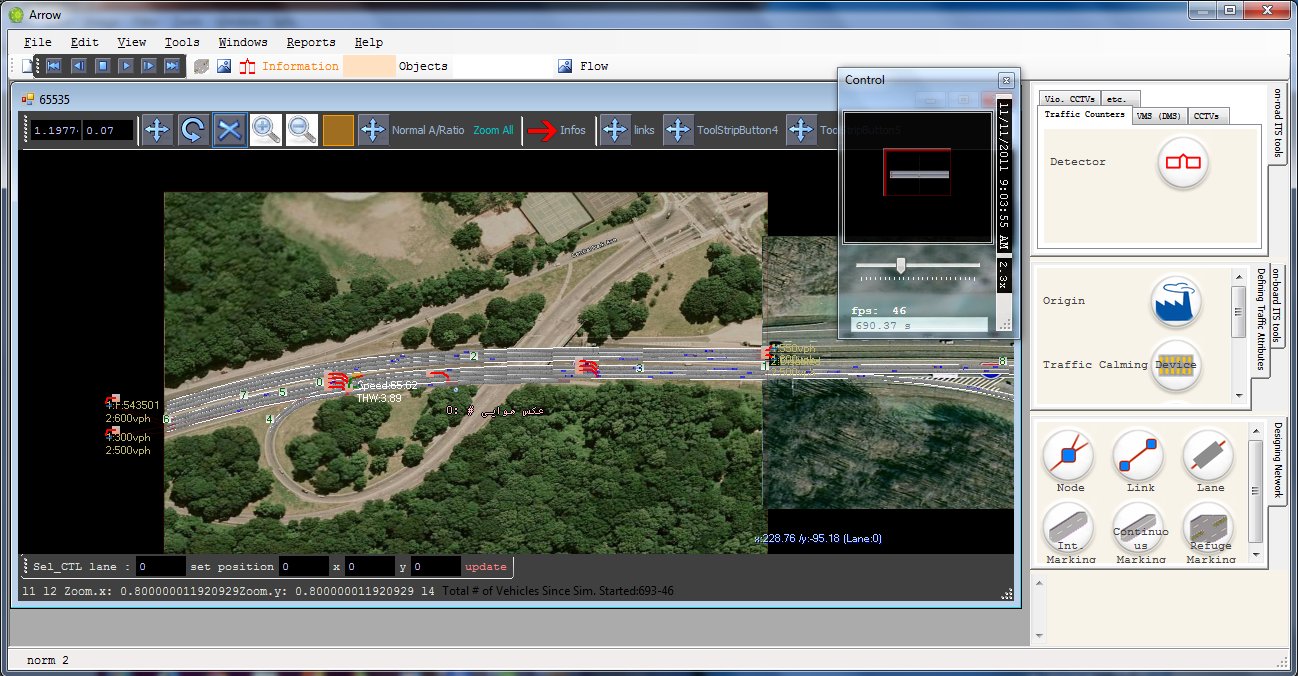 Arrow
File Edit View Tools Windows Reports Help
Information Objects Flow
65535
1.1977 0.07 Normal A/Ratio Zoom All Infos links ToolStripButton4 ToolStripButton5
Control
11/11/2011 9:03:55 AM 2.3x
fps: 46
690.37 s
Central Park Ave
2
3
1
8
0
7
5
4
6
Speed:65.02
THW:3.89
0: # عکس هوایی
1:F:543501
2:600vph
1:300vph
2:500vph
x:228.76 /y:-95.18 (Lane:0)
Sel_CTL lane : 0 set position 0 x 0 y 0 update
l1 l2 Zoom.x: 0.800000011920929Zoom.y: 0.800000011920929 l4 Total # of Vehicles Since Sim. Started:693-46
norm 2
on-road ITS tools
Vio. CCTVs etc.
Traffic Counters VMS (DMS) CCTVs
Detector
on-board ITS tools
Defining Traffic Attributes
Origin
Traffic Calming Device
Designing Network
Node Link Lane
Int. Marking
Continuous Marking
Refuge Marking